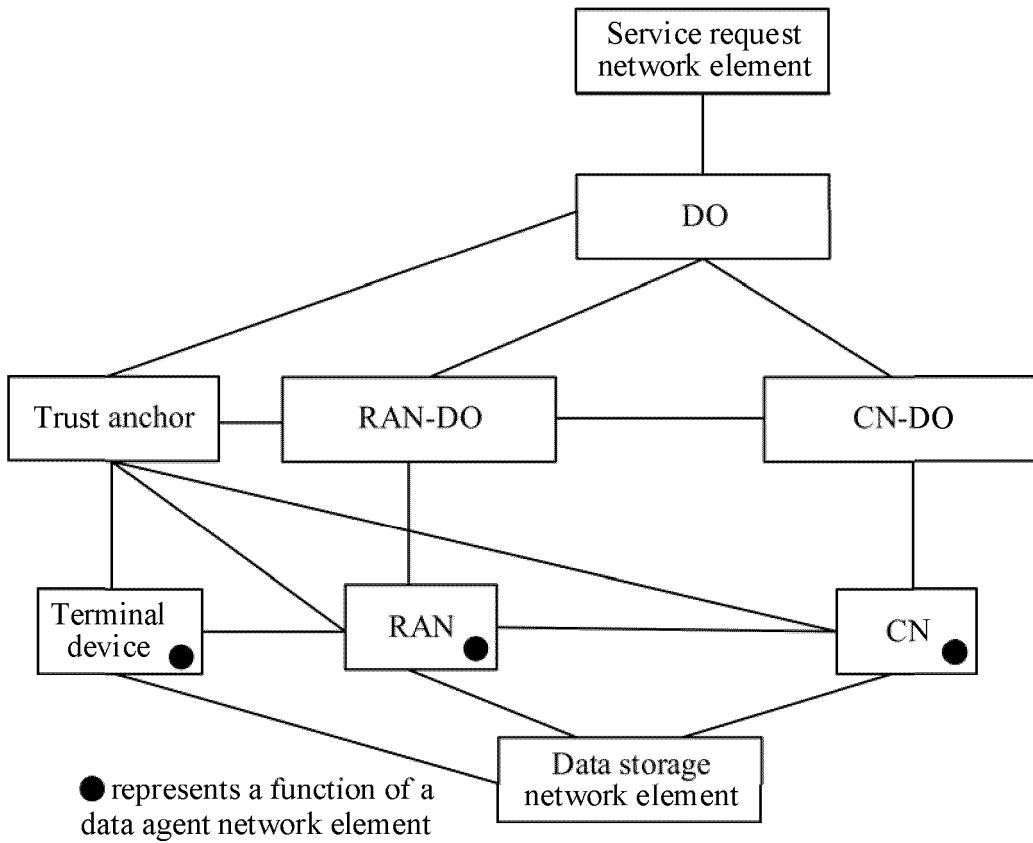 Service request
network element
DO
Trust anchor
RAN-DO
CN-DO
Terminal
device
RAN
CN
Data storage
network element
represents a function of a
data agent network element